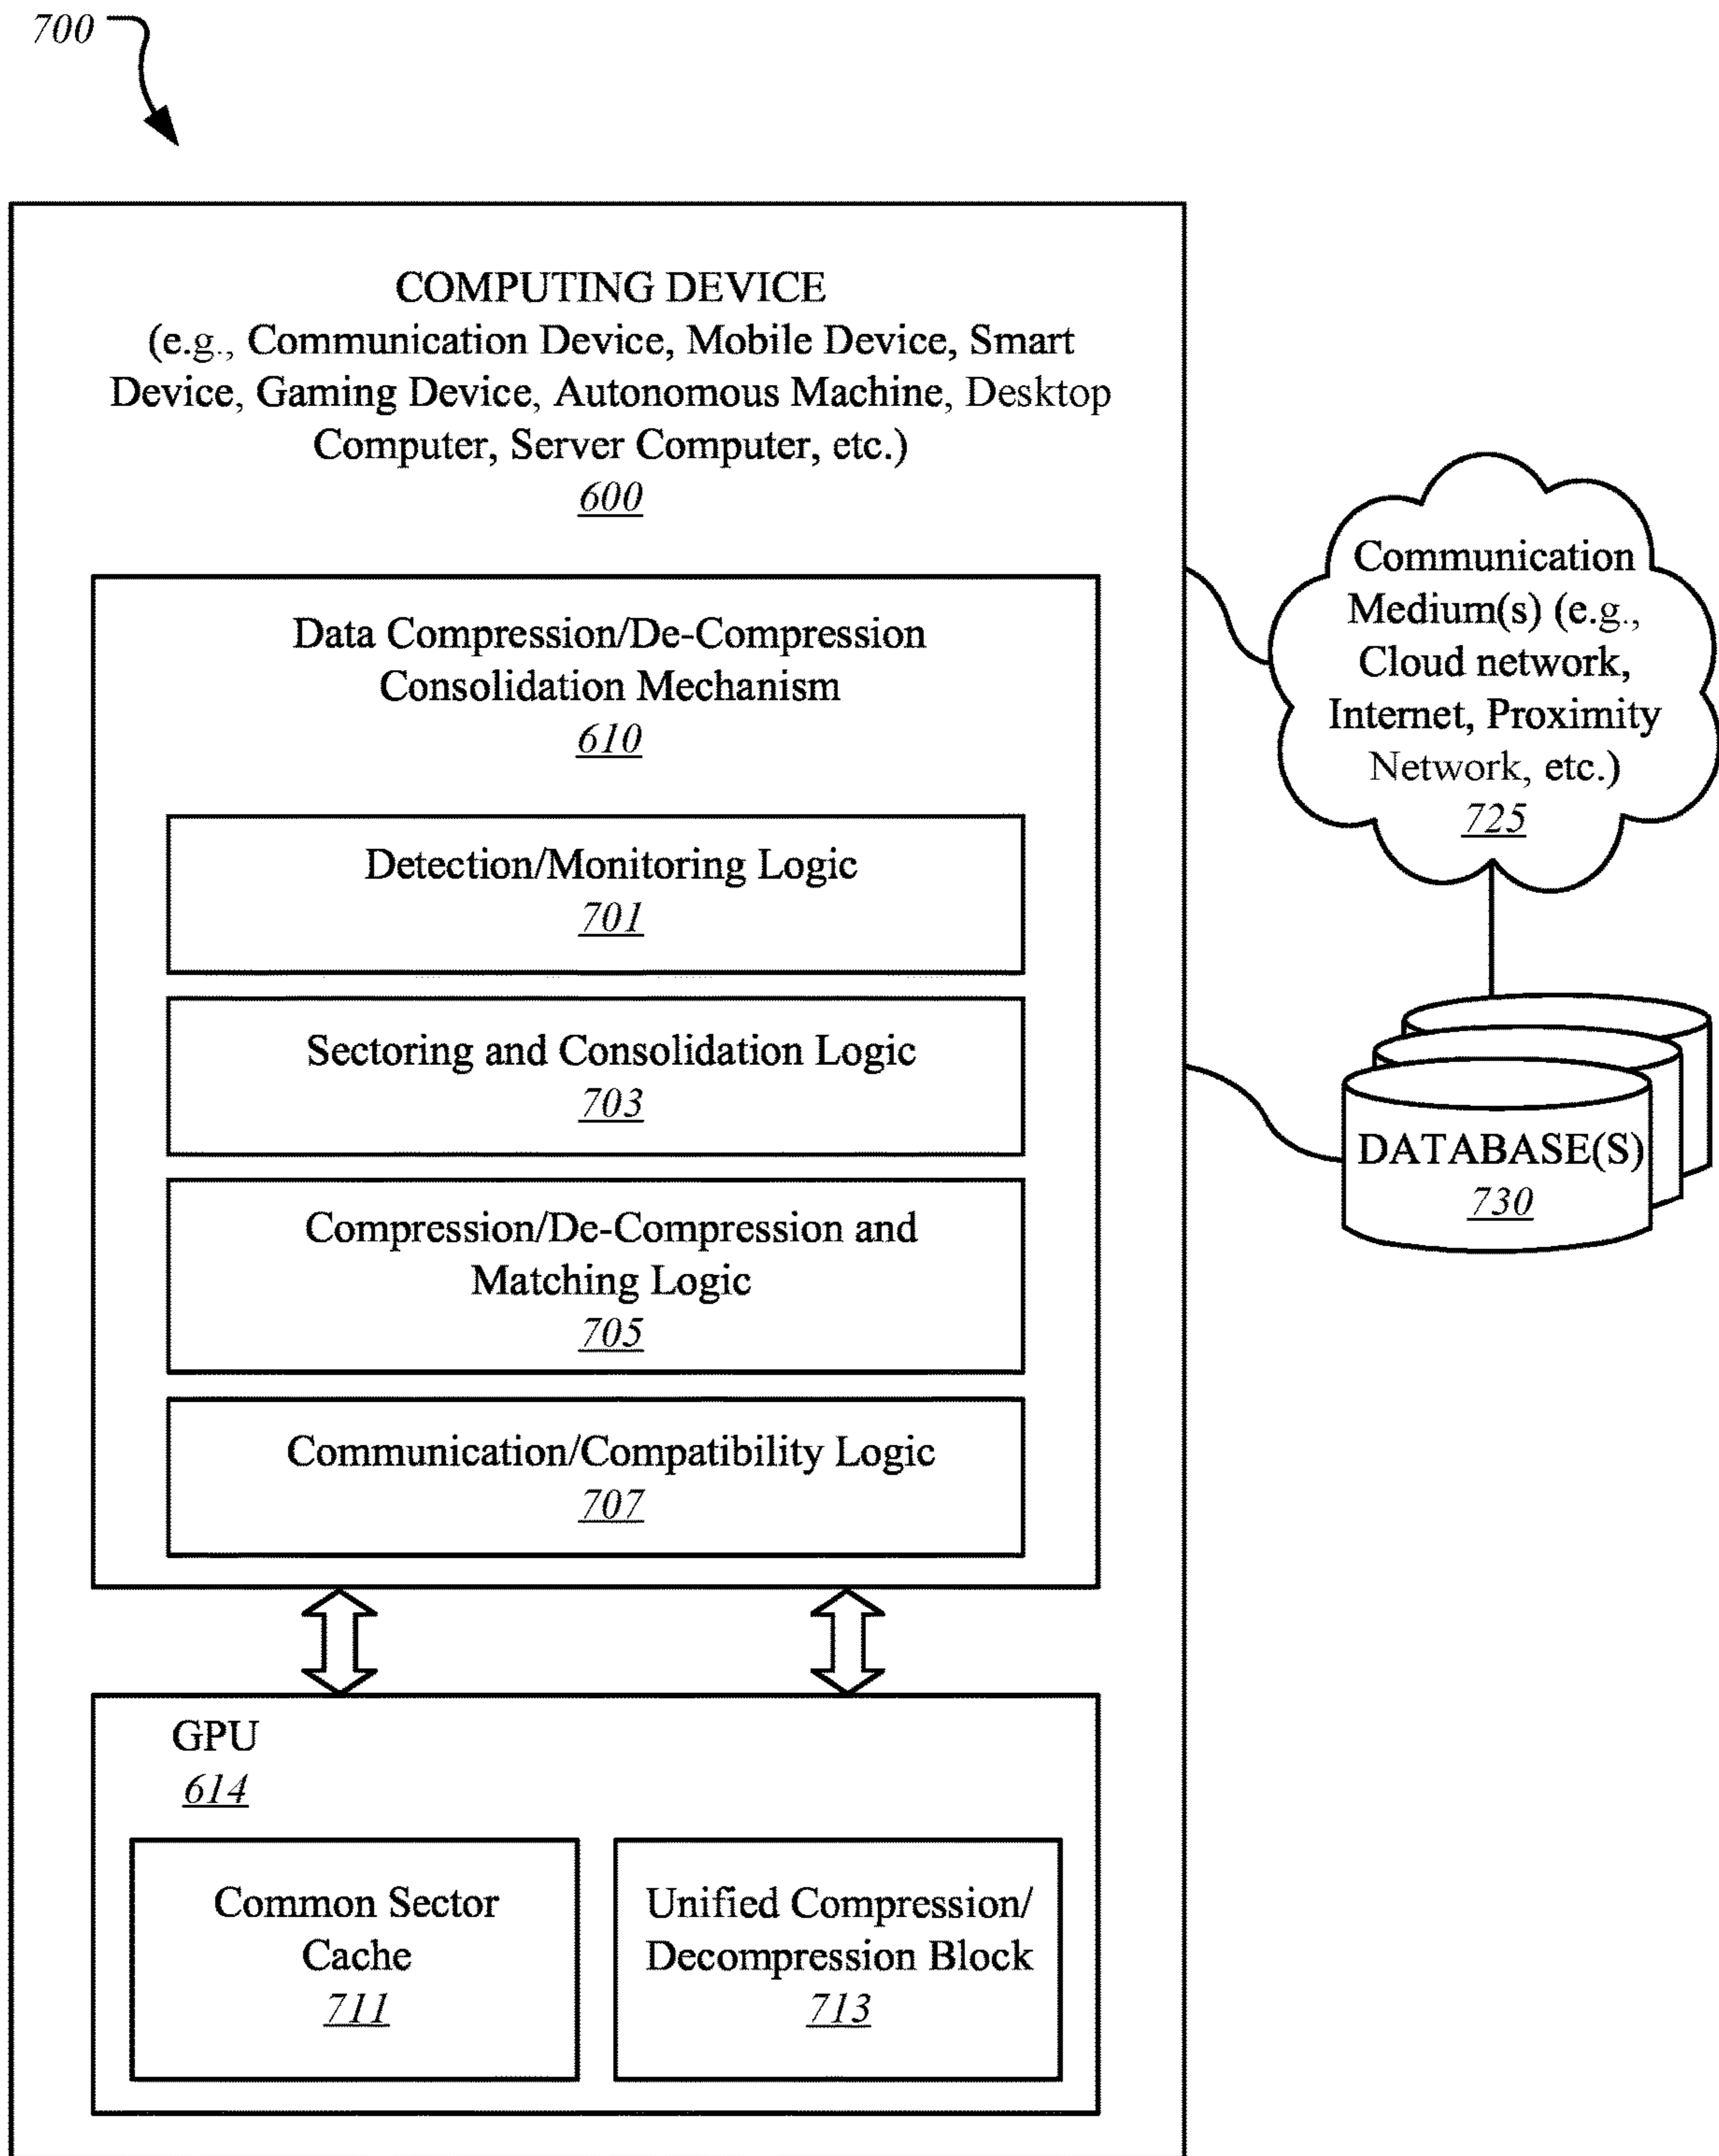 700
COMPUTING DEVICE
(e.g., Communication Device, Mobile Device, Smart
Device, Gaming Device, Autonomous Machine, Desktop
Computer, Server Computer, etc.)
600
Data Compression/De-Compression
Consolidation Mechanism
610
Detection/Monitoring Logic
701
Sectoring and Consolidation Logic
703
Compression/De-Compression and
Matching Logic
705
Communication/Compatibility Logic
707
GPU
614
Common Sector
Cache
711
Unified Compression/
Decompression Block
713
Communication
Medium(s) (e.g.,
Cloud network,
Internet, Proximity
Network, etc.)
725
DATABASE(S)
730